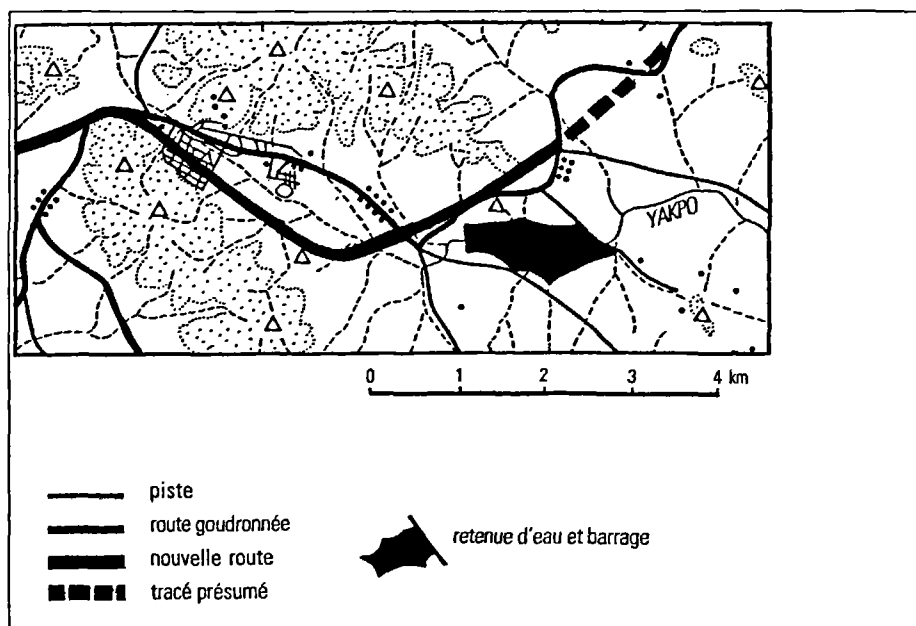 YAKPO
0 1 2 3 4 km
piste
route goudronnée
nouvelle route
tracé présumé
retenue d'eau et barrage